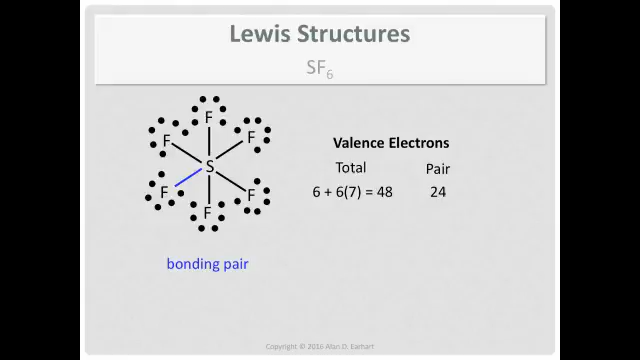 Lewis Structures
SF6
F
F
F
S
F
F
F
bonding pair
Valence Electrons
Total Pair
6 + 6(7) = 48 24
Copyright © 2016 Alan D. Earhart